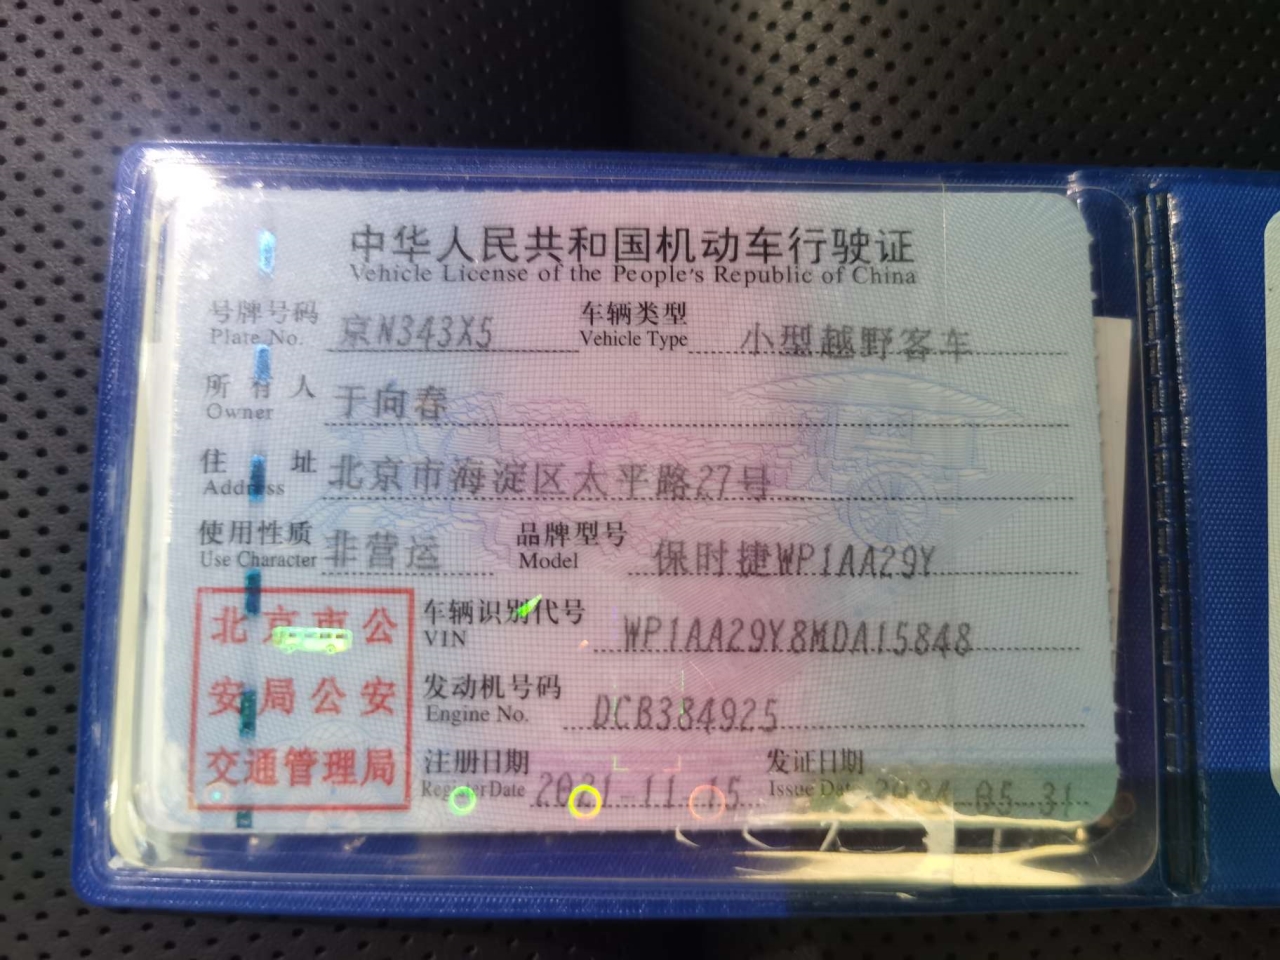 中华人民共和国机动车行驶证
Vehicle License of the People's Republic of China
号牌号码 京N343X5 车辆类型 小型越野客车
Plate No. Vehicle Type
所有人 于向春
Owner
住址 北京市海淀区太平路27号
Address
使用性质 非营运 品牌型号 保时捷WP1AA29Y
Use Character Model
车辆识别代号 WP1AA29Y8MDA15848
VIN
发动机号码 DCB384925
Engine No.
注册日期 2021-11-15 发证日期 2024-05-31
Register Date Issue Date
北京市公
安局公安
交通管理局